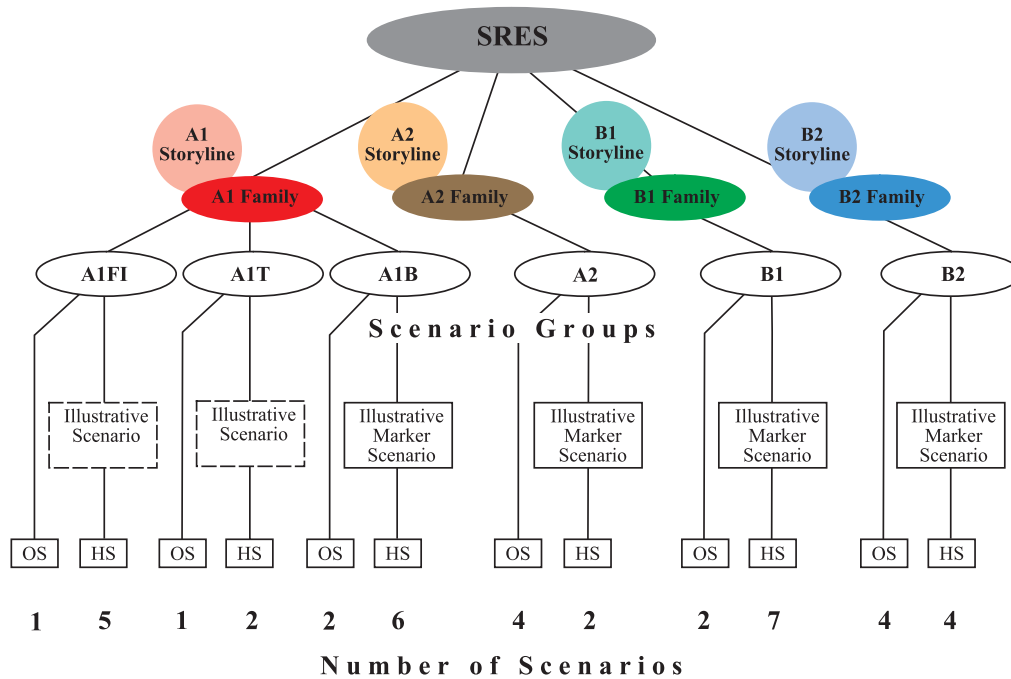 SRES
A1
Storyline
A2
Storyline
B1
Storyline
B2
Storyline
A1 Family
A2 Family
B1 Family
B2 Family
A1FI
A1T
A1B
A2
B1
B2
Scenario Groups
Illustrative
Scenario
Illustrative
Scenario
Illustrative
Marker
Scenario
Illustrative
Marker
Scenario
Illustrative
Marker
Scenario
Illustrative
Marker
Scenario
OS HS OS HS OS HS OS HS OS HS OS HS
1 5 1 2 2 6 4 2 2 7 4 4
Number of Scenarios